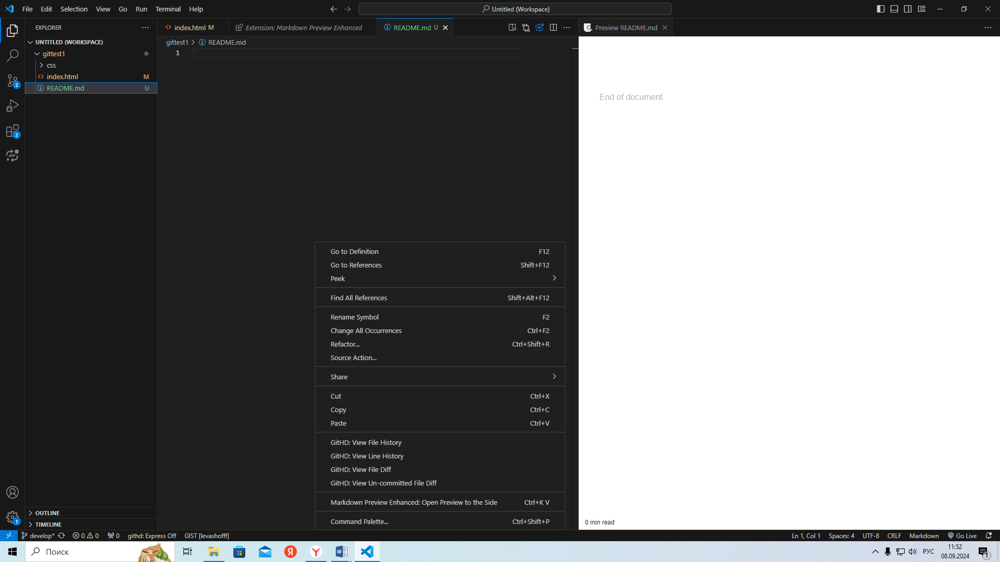 File Edit Selection View Go Run Terminal Help
Untitled (Workspace)
EXPLORER
UNTITLED (WORKSPACE)
gittest1
css
index.html M
README.md U
OUTLINE
TIMELINE
2
2
diff
1
index.html M
Extension: Markdown Preview Enhanced
README.md U
gittest1 > README.md
1
Go to Definition F12
Go to References Shift+F12
Peek
Find All References Shift+Alt+F12
Rename Symbol F2
Change All Occurrences Ctrl+F2
Refactor... Ctrl+Shift+R
Source Action...
Share
Cut Ctrl+X
Copy Ctrl+C
Paste Ctrl+V
GitHD: View File History
GitHD: View Line History
GitHD: View File Diff
GitHD: View Un-committed File Diff
Markdown Preview Enhanced: Open Preview to the Side Ctrl+K V
Command Palette... Ctrl+Shift+P
Preview README.md
End of document
0 min read
develop* 0 0 0 githd: Express Off GIST [levashofff]
Ln 1, Col 1 Spaces: 4 UTF-8 CRLF Markdown Go Live
Поиск
Я
Y
W
РУС
11:52
08.09.2024
1